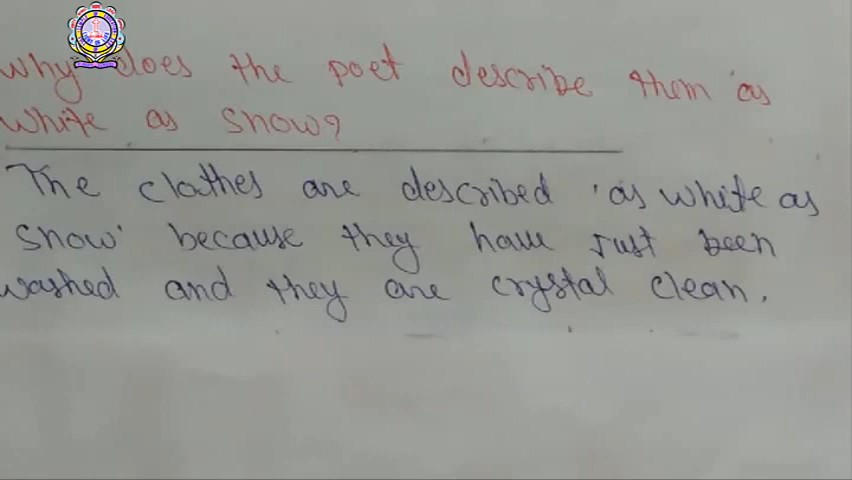 Why does the poet describe them 'as
White as snow?
The clothes are described 'as white as
snow' because they have just been
washed and they are crystal clean.